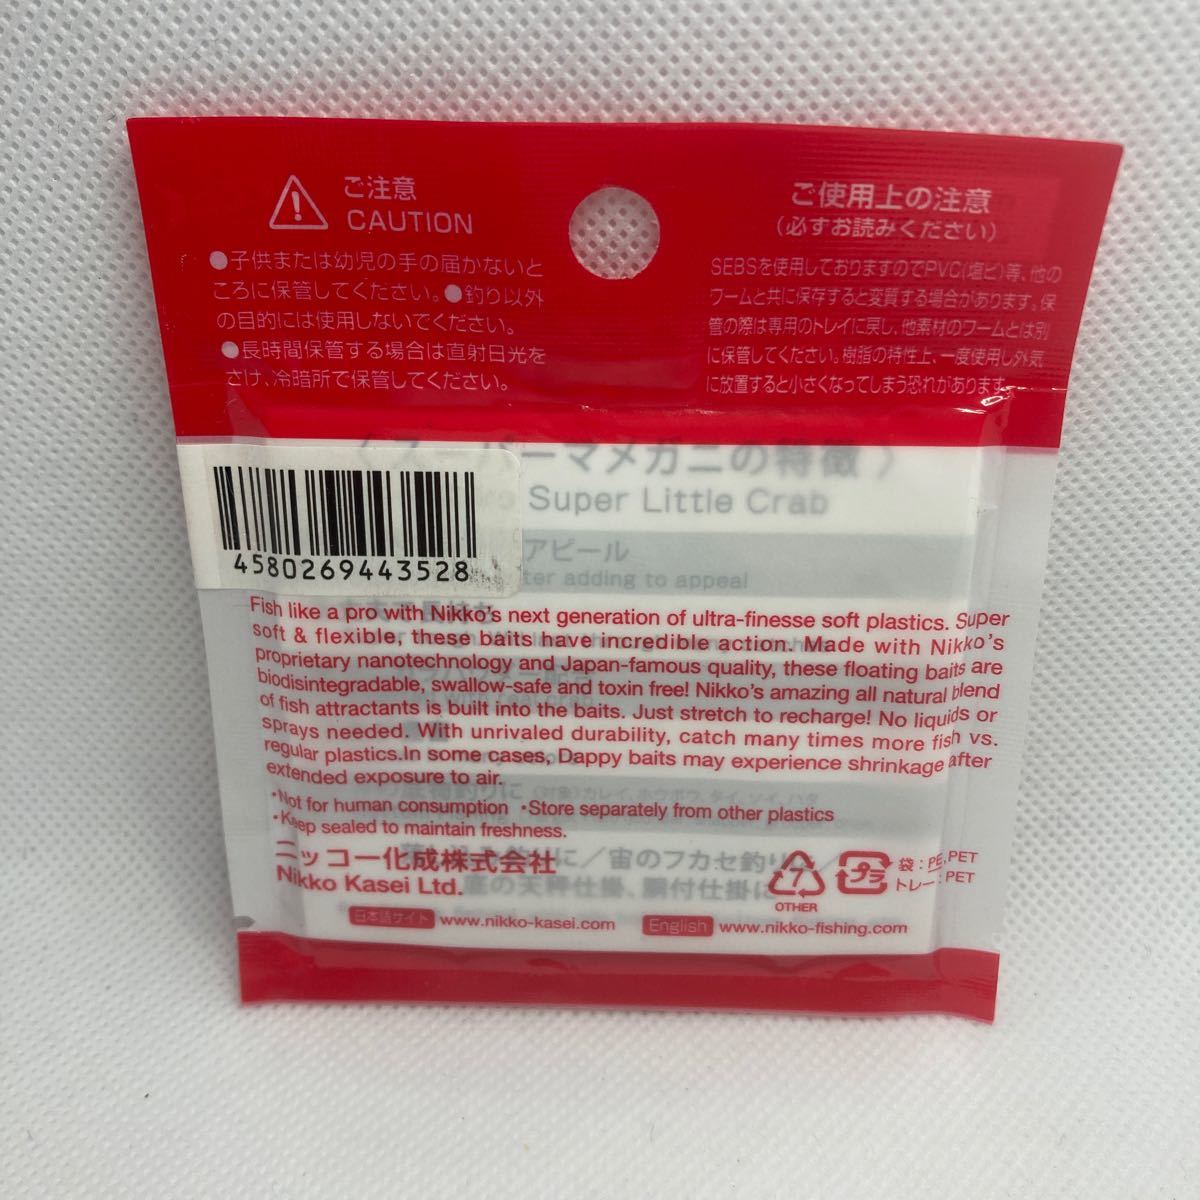 ご注意
CAUTION
●子供または幼児の手の届かないと
ころに保管してください。●釣り以外
の目的には使用しないでください。
●長時間保管する場合は直射日光を
さけ、冷暗所で保管してください。
ご使用上の注意
(必ずお読みください)
SEBSを使用しておりますのでPVC(塩ビ)等、他の
ワームと共に保存すると変質する場合があります。保
管の際は専用のトレイに戻し、他素材のワームとは別
に保管してください。樹脂の特性上、一度使用し外気
に放置すると小さくなってしまう恐れがあります。
パーマメガニの特徴 〉
Super Little Crab
アピール
adding to appeal
4580269443528
Fish like a pro with Nikko's next generation of ultra-finesse soft plastics. Super
soft & flexible, these baits have incredible action. Made with Nikko's
proprietary nanotechnology and Japan-famous quality, these floating baits are
biodisintegradable, swallow-safe and toxin free! Nikko's amazing all natural blend
of fish attractants is built into the baits. Just stretch to recharge! No liquids or
sprays needed. With unrivaled durability, catch many times more fish vs.
regular plastics.In some cases, Dappy baits may experience shrinkage after
extended exposure to air.
•Not for human consumption •Store separately from other plastics
•Keep sealed to maintain freshness.
ニッコー化成株式会社
Nikko Kasei Ltd.
7
OTHER
プラ
袋：PE,PET
トレー：PET
日本語サイト www.nikko-kasei.com
English www.nikko-fishing.com